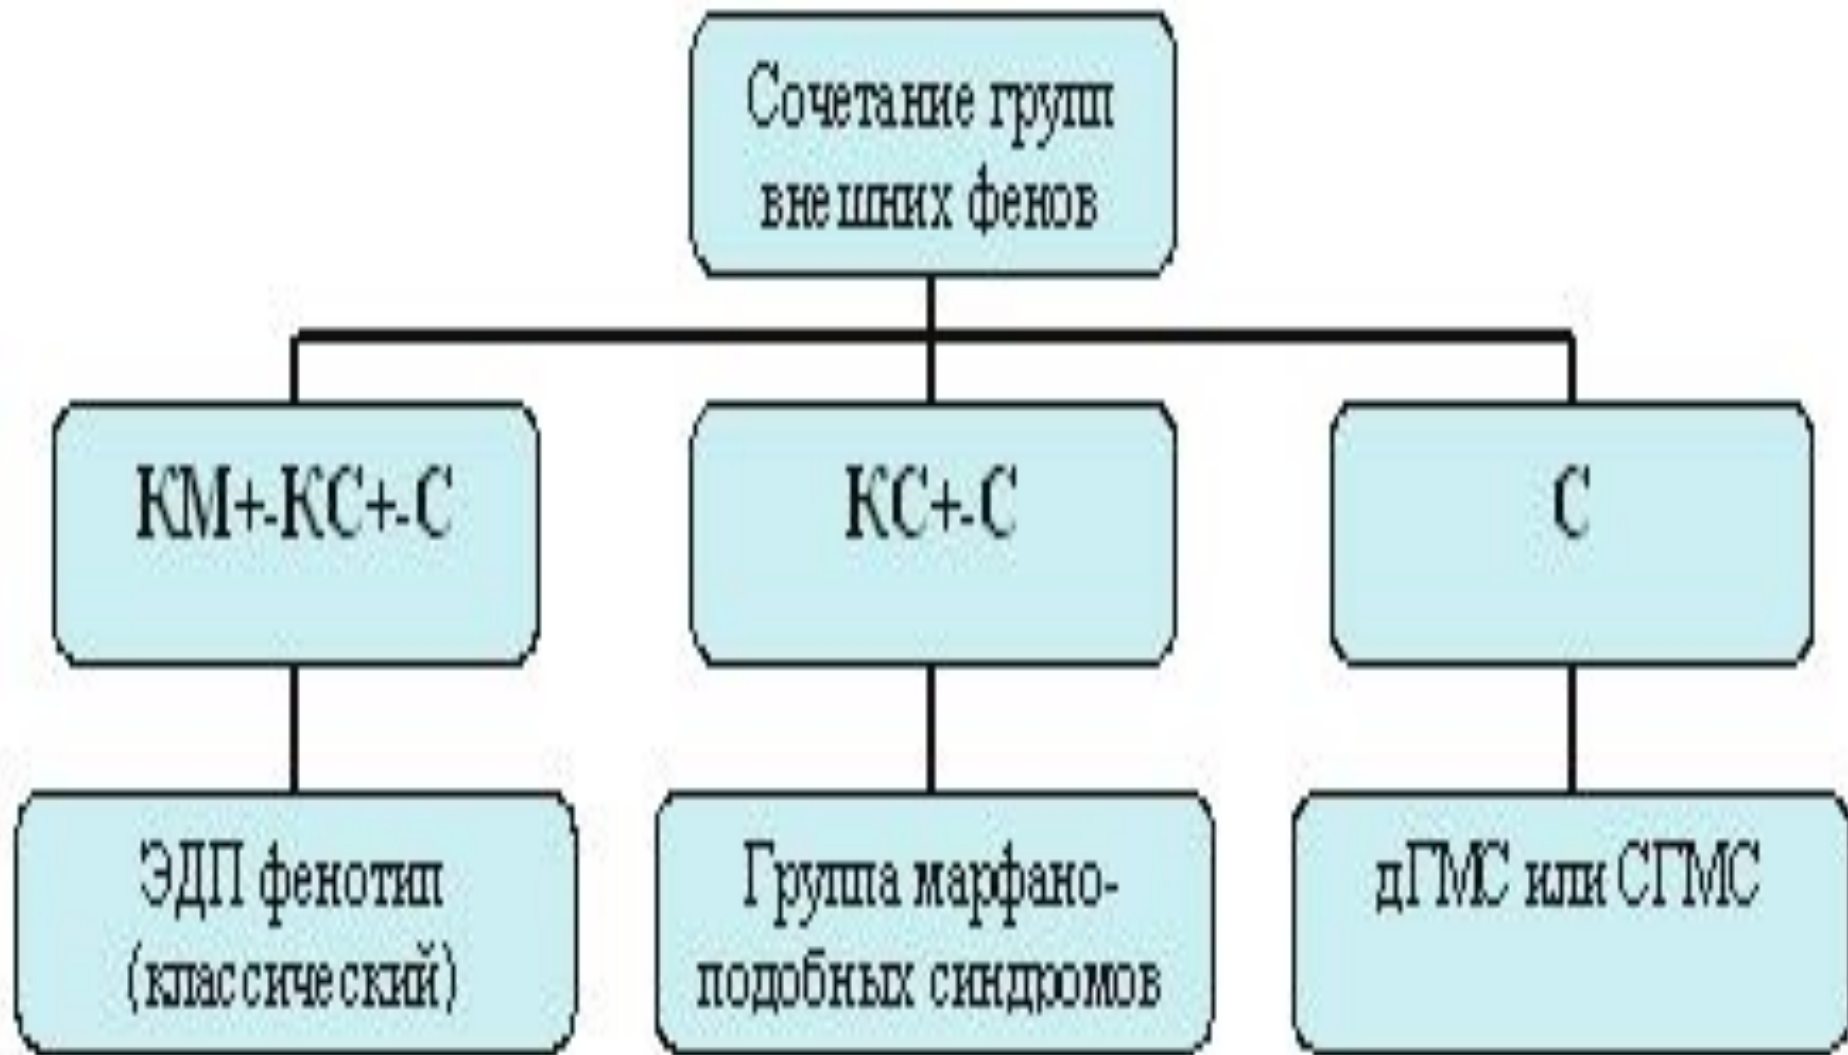 Сочетание групп
внешних фенов
КМ+-КС+-С
КС+-С
С
ЭДП фенотип
(классический)
Группа марфано-
подобных синдромов
дГМС или СГМС